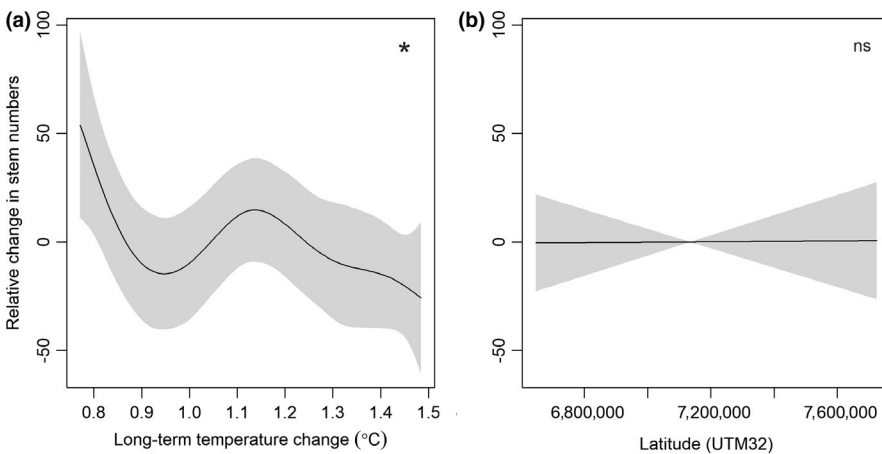 (a)
*
Relative change in stem numbers
100
50
0
-50
0.8 0.9 1.0 1.1 1.2 1.3 1.4 1.5
Long-term temperature change (°C)
(b)
ns
100
50
0
-50
6,800,000 7,200,000 7,600,000
Latitude (UTM32)